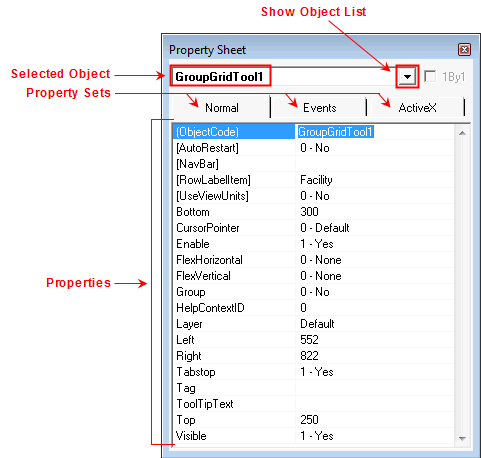 Show Object List
Property Sheet
Selected Object GroupGridTool1 1By1
Property Sets
Normal Events ActiveX
(ObjectCode) GroupGridTool1
[AutoRestart] 0 - No
[NavBar]
[RowLabelItem] Facility
[UseViewUnits] 0 - No
Bottom 300
CursorPointer 0 - Default
Enable 1 - Yes
FlexHorizontal 0 - None
FlexVertical 0 - None
Properties Group 0 - No
HelpContextID 0
Layer Default
Left 552
Right 822
Tabstop 1 - Yes
Tag
ToolTipText
Top 250
Visible 1 - Yes